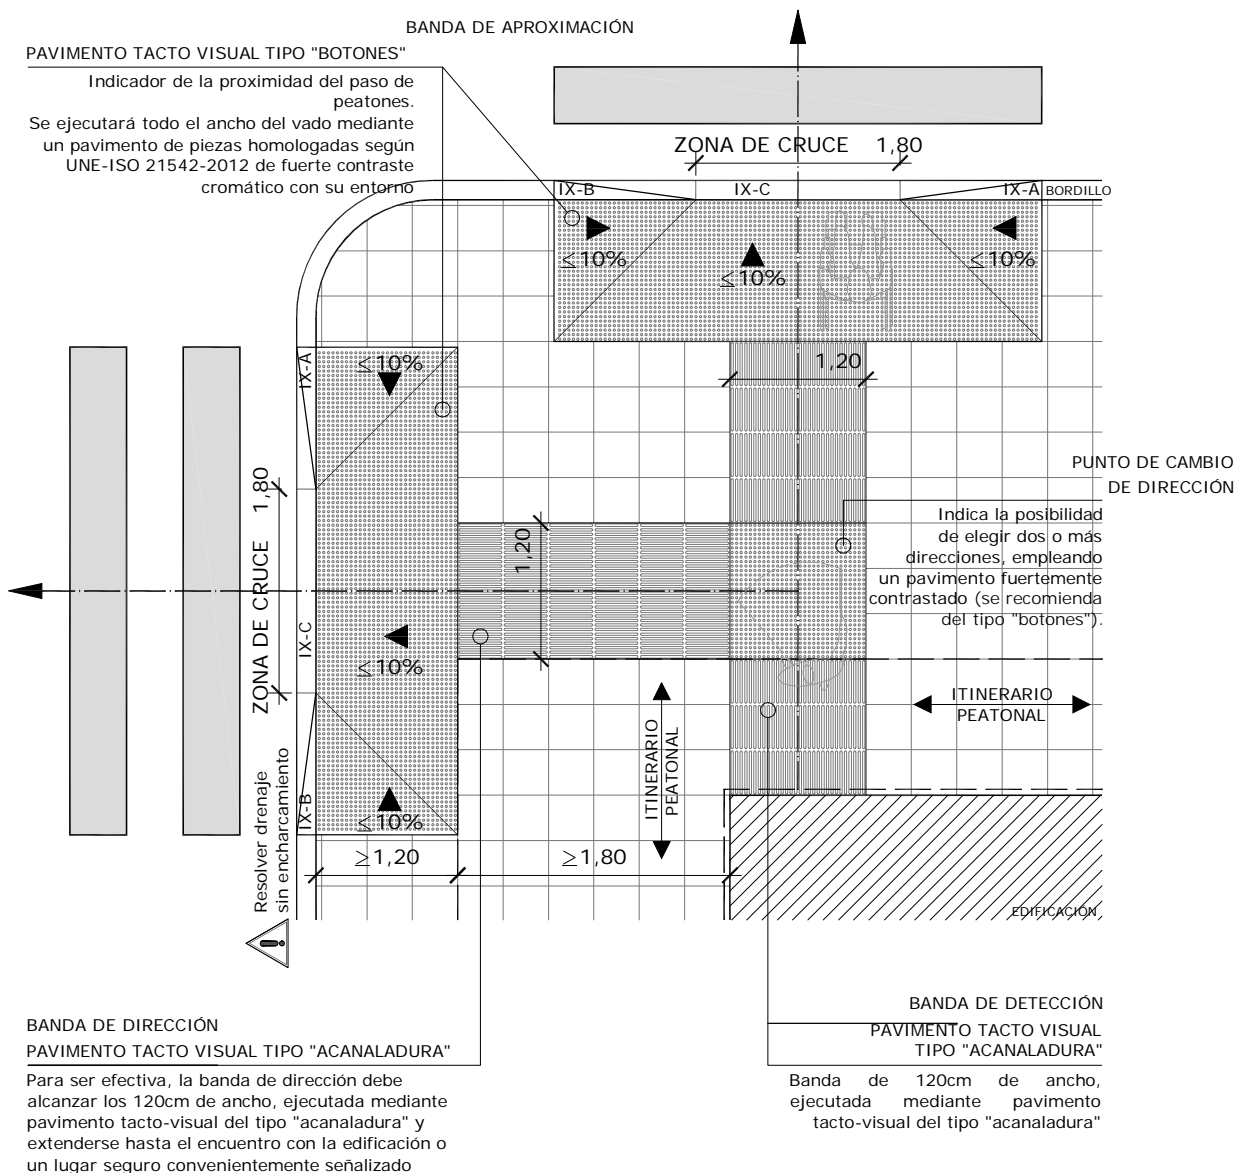 BANDA DE APROXIMACIÓN
PAVIMENTO TACTO VISUAL TIPO "BOTONES"
Indicador de la proximidad del paso de
peatones.
Se ejecutará todo el ancho del vado mediante
un pavimento de piezas homologadas según
UNE-ISO 21542-2012 de fuerte contraste
cromático con su entorno
ZONA DE CRUCE 1,80
IX-B
IX-C
IX-A
BORDILLO
≤10%
≤10%
≤10%
1,20
IX-A
≤10%
ZONA DE CRUCE 1,80
IX-C
≤10%
IX-B
≤10%
1,20
PUNTO DE CAMBIO
DE DIRECCIÓN
Indica la posibilidad
de elegir dos o más
direcciones, empleando
un pavimento fuertemente
contrastado (se recomienda
del tipo "botones").
ITINERARIO
PEATONAL
ITINERARIO
PEATONAL
Resolver drenaje
sin encharcamiento
≥1,20
≥1,80
EDIFICACIÓN
BANDA DE DIRECCIÓN
PAVIMENTO TACTO VISUAL TIPO "ACANALADURA"
Para ser efectiva, la banda de dirección debe
alcanzar los 120cm de ancho, ejecutada mediante
pavimento tacto-visual del tipo "acanaladura" y
extenderse hasta el encuentro con la edificación o
un lugar seguro convenientemente señalizado
BANDA DE DETECCIÓN
PAVIMENTO TACTO VISUAL
TIPO "ACANALADURA"
Banda de 120cm de ancho,
ejecutada mediante pavimento
tacto-visual del tipo "acanaladura"